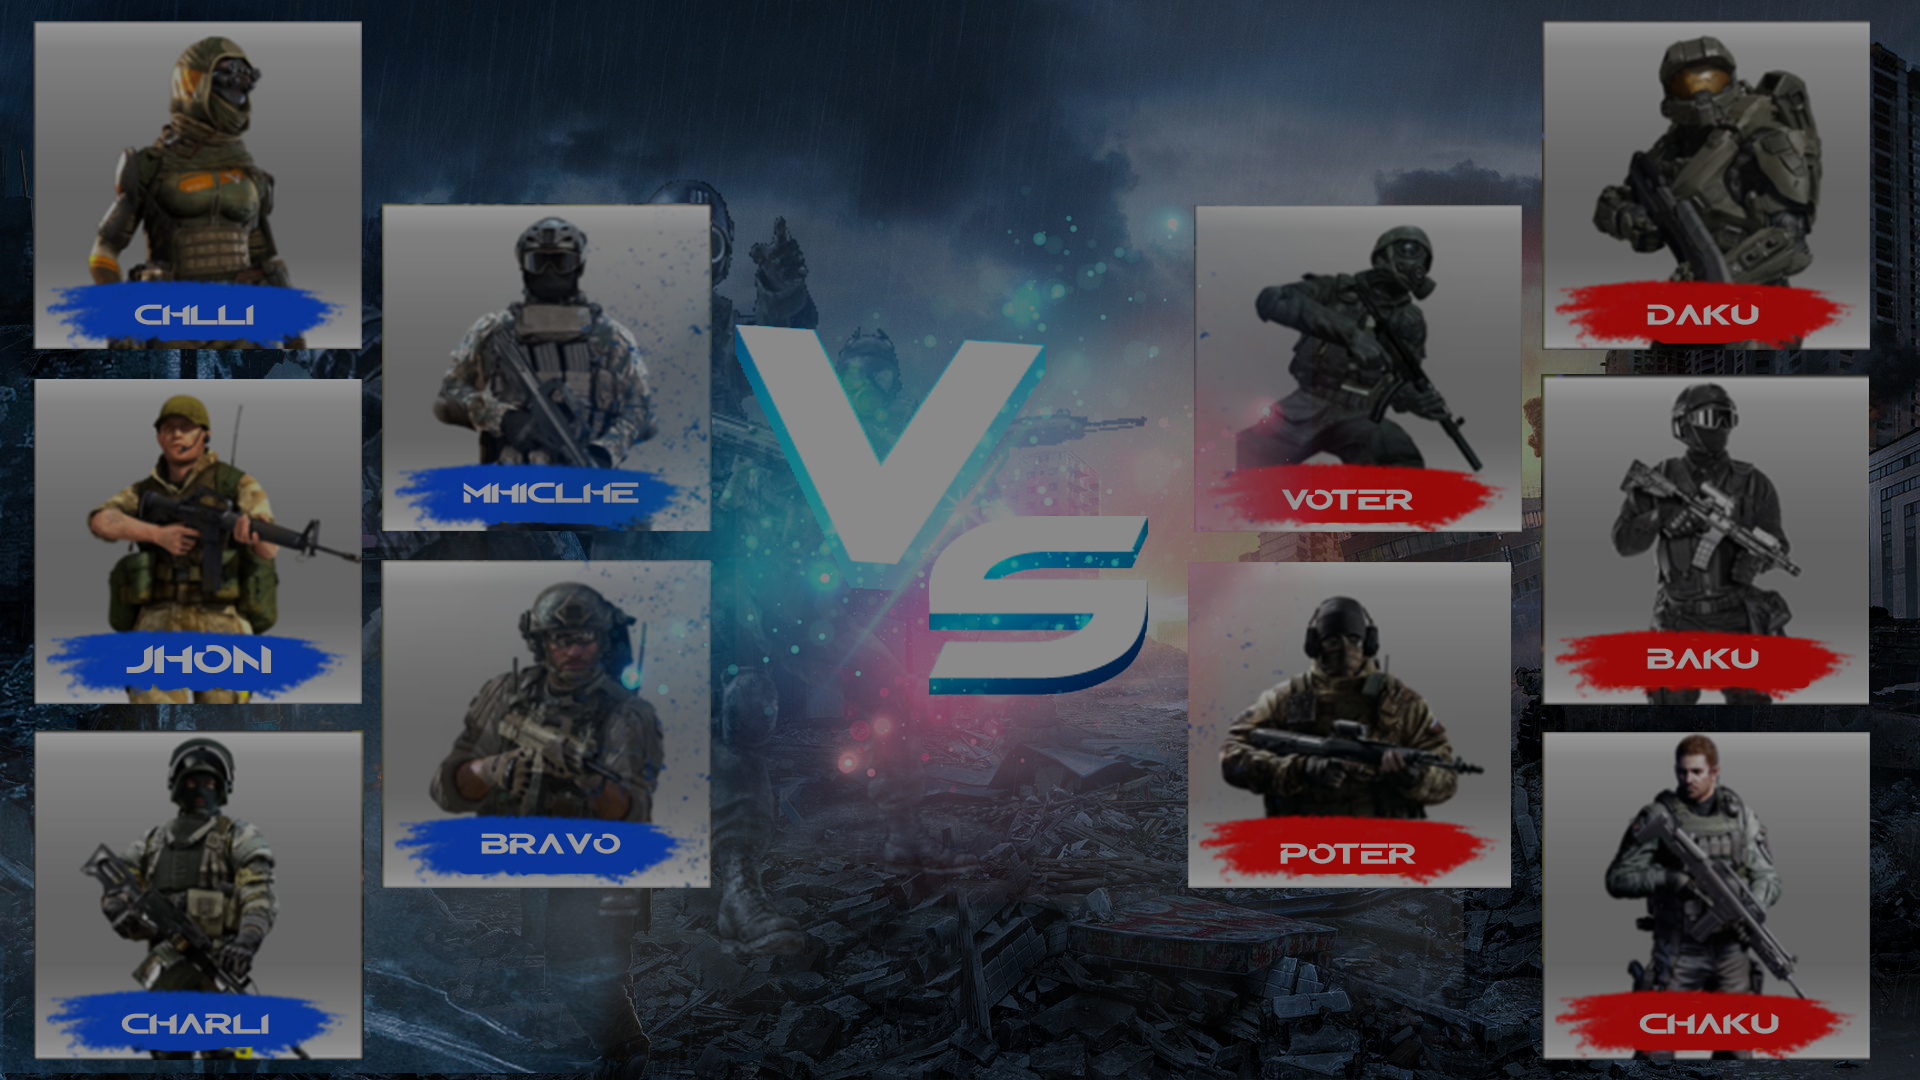 CHLLI
JHON
CHARLI
MHICLHE
BRAVO
VS
VOTER
POTER
DAKU
BAKU
CHAKU